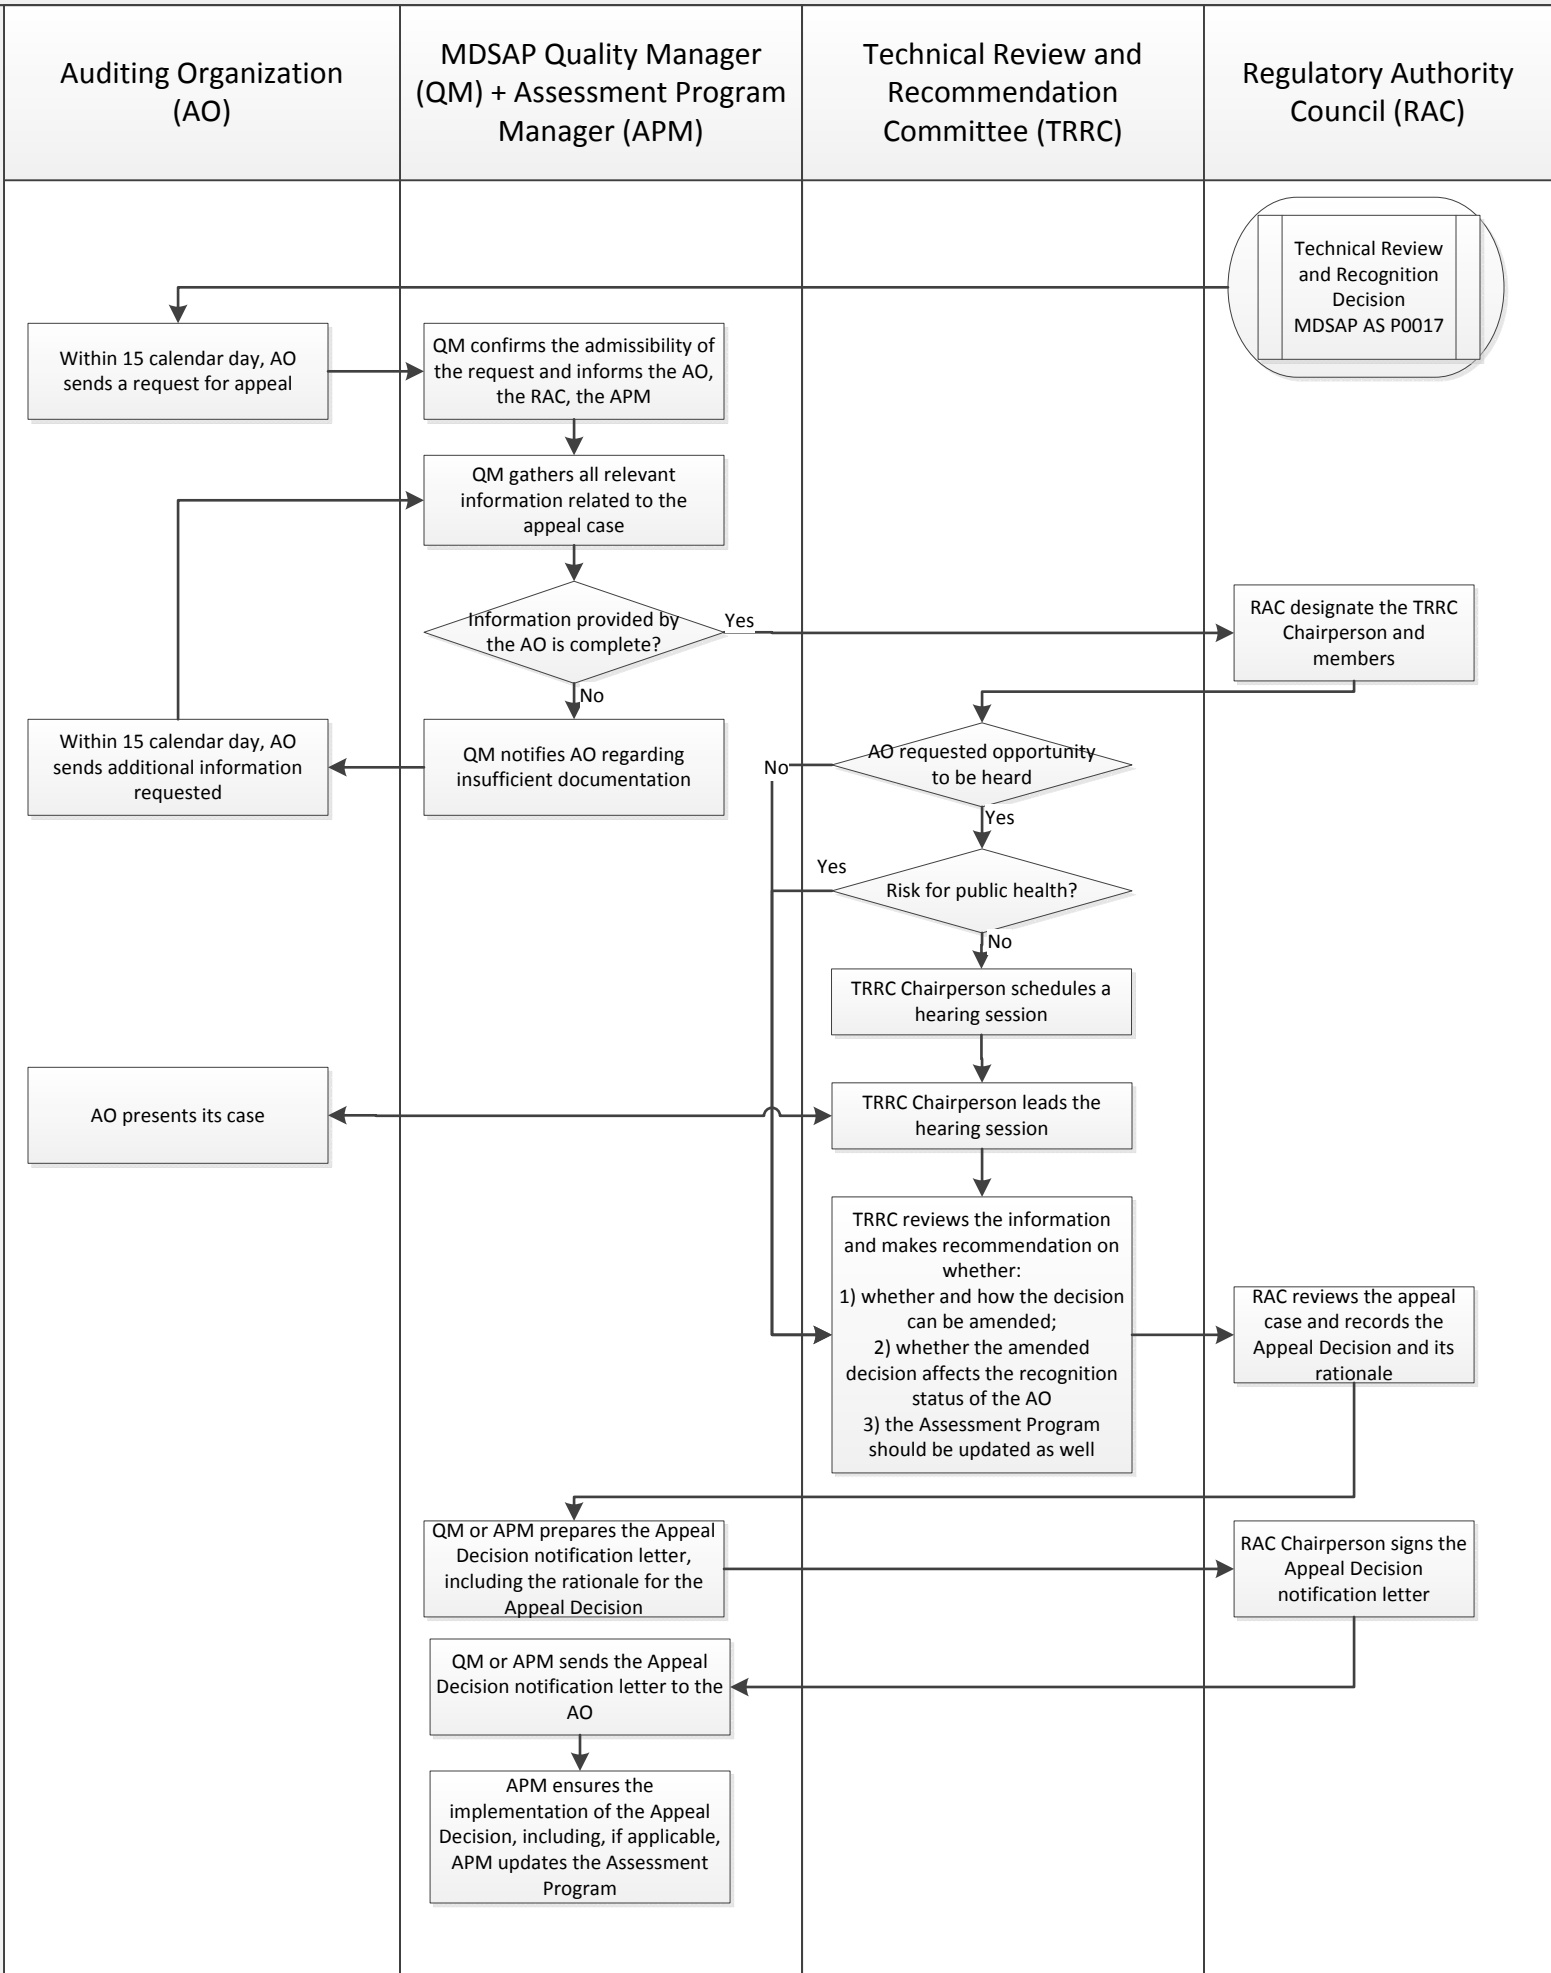 Auditing Organization
(AO)
MDSAP Quality Manager
(QM) + Assessment Program
Manager (APM)
Technical Review and
Recommendation
Committee (TRRC)
Regulatory Authority
Council (RAC)
Technical Review
and Recognition
Decision
MDSAP AS P0017
Within 15 calendar day, AO
sends a request for appeal
QM confirms the admissibility of
the request and informs the AO,
the RAC, the APM
QM gathers all relevant
information related to the
appeal case
Information provided by
the AO is complete?
Yes
No
RAC designate the TRRC
Chairperson and
members
Within 15 calendar day, AO
sends additional information
requested
QM notifies AO regarding
insufficient documentation
AO requested opportunity
to be heard
No
Yes
Risk for public health?
Yes
No
TRRC Chairperson schedules a
hearing session
AO presents its case
TRRC Chairperson leads the
hearing session
TRRC reviews the information
and makes recommendation on
whether:
1) whether and how the decision
can be amended;
2) whether the amended
decision affects the recognition
status of the AO
3) the Assessment Program
should be updated as well
RAC reviews the appeal
case and records the
Appeal Decision and its
rationale
QM or APM prepares the Appeal
Decision notification letter,
including the rationale for the
Appeal Decision
RAC Chairperson signs the
Appeal Decision
notification letter
QM or APM sends the Appeal
Decision notification letter to the
AO
APM ensures the
implementation of the Appeal
Decision, including, if applicable,
APM updates the Assessment
Program